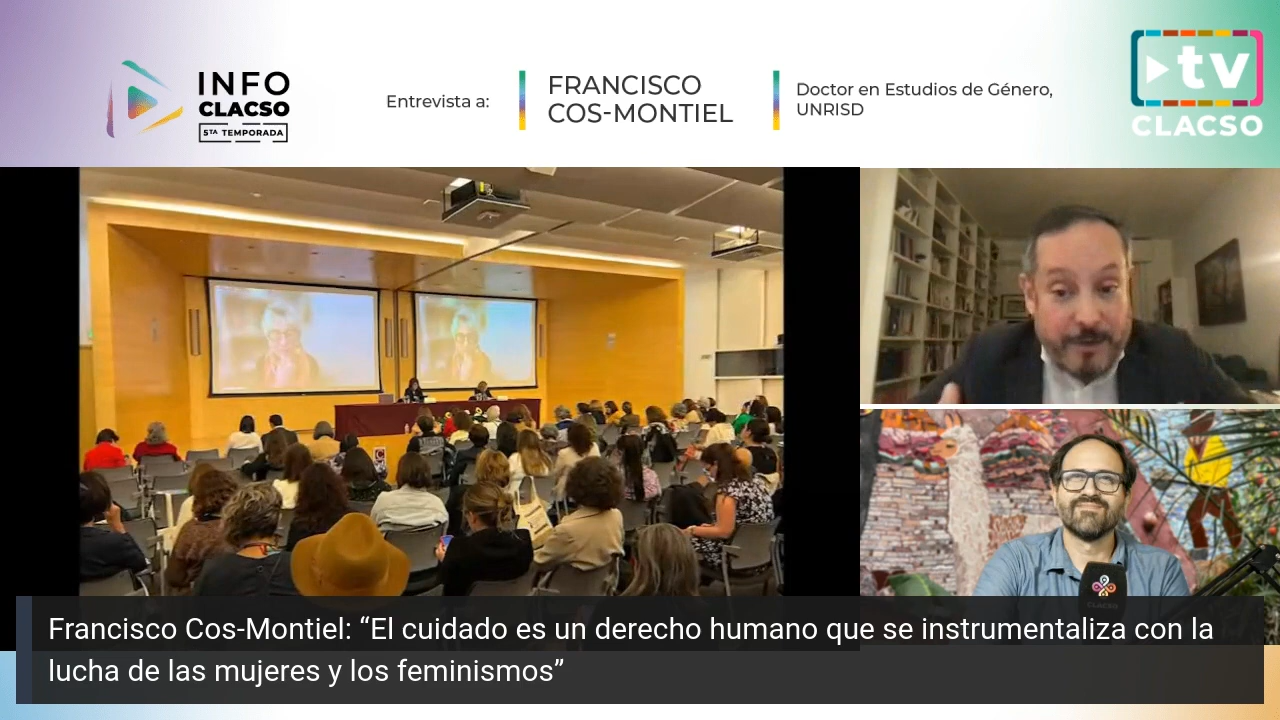 INFO
CLACSO
5TA TEMPORADA
Entrevista a:
FRANCISCO
COS-MONTIEL
Doctor en Estudios de Género,
UNRISD
tv
CLACSO
CLACSO
Francisco Cos-Montiel: “El cuidado es un derecho humano que se instrumentaliza con la
lucha de las mujeres y los feminismos”